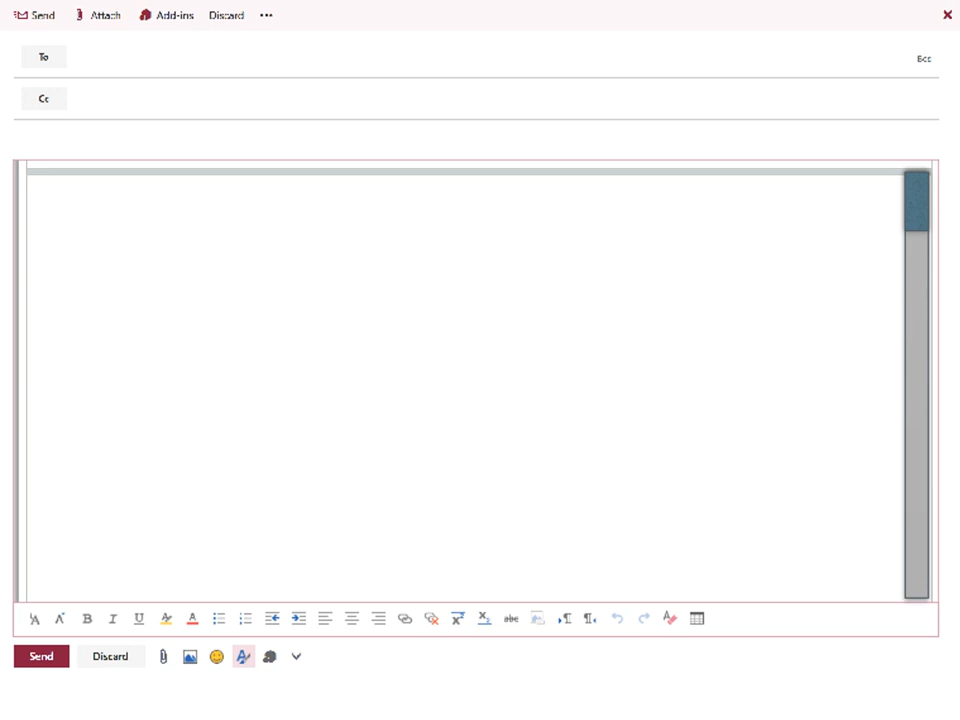 Send Attach Add-ins Discard •••
To Bcc
Cc
B I U A abc
Send Discard